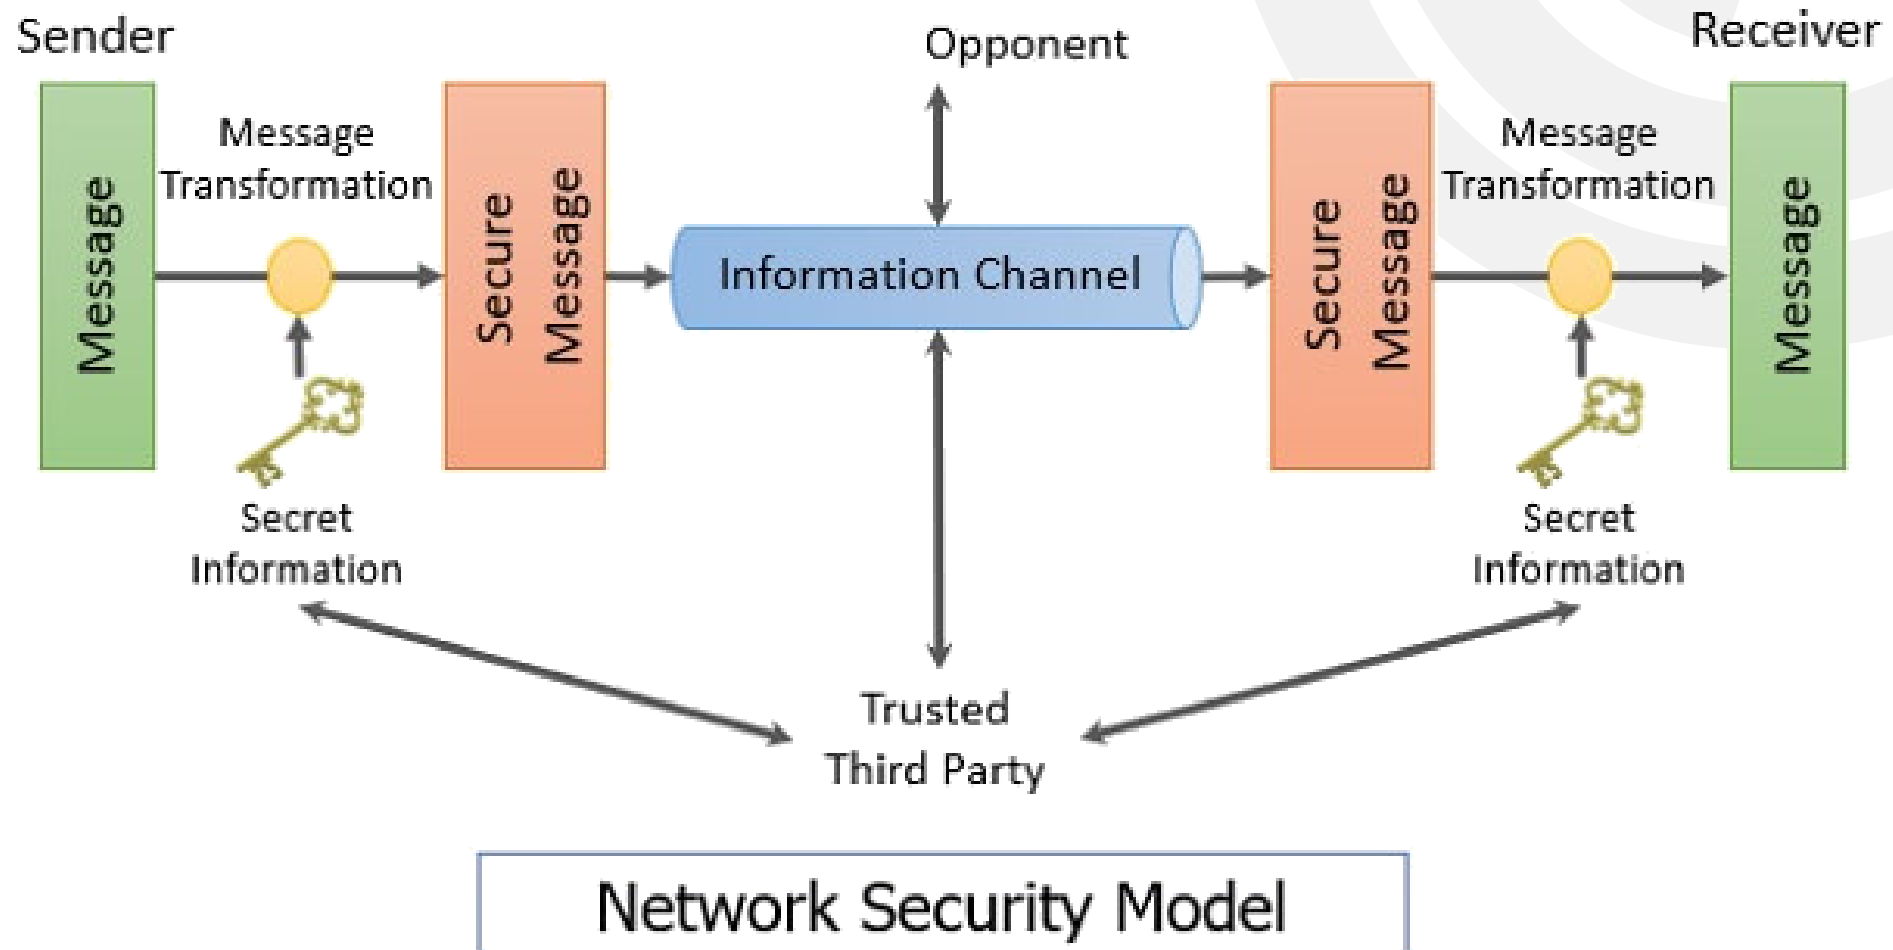 Sender
Opponent
Receiver
Message
Message
Transformation
Secure
Message
Information Channel
Secure
Message
Message
Transformation
Message
Secret
Information
Secret
Information
Trusted
Third Party
Network Security Model